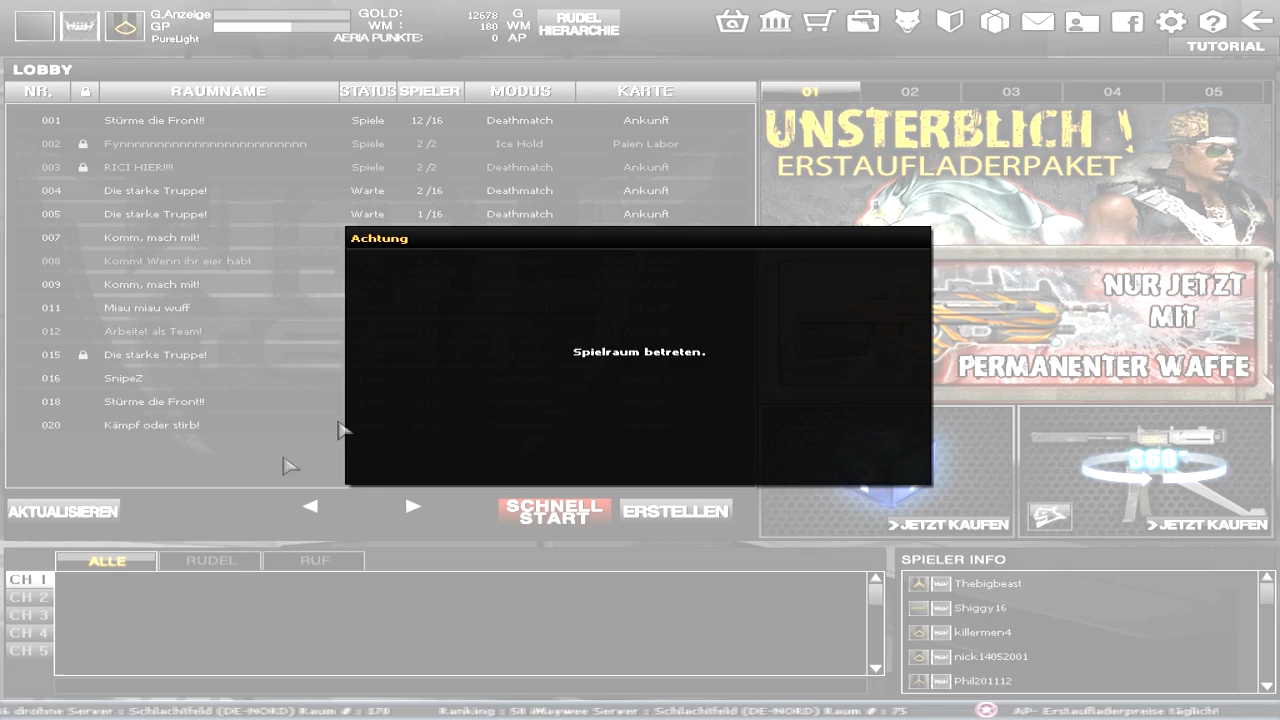 G.Anzeige
GP
PureLight
GOLD: 12678 G
WM : 180 WM
AERIA PUNKTE: 0 AP
RUDEL
HIERARCHIE
TUTORIAL
LOBBY
NR. RAUMNAME STATUS SPIELER MODUS KARTE
001 Stürme die Front!! Spiele 12 /16 Deathmatch Ankunft
002 Fynnnnnnnnnnnnnnnnnnnnnnnnnn Spiele 2 /2 Ice Hold Paien Labor
003 RICI HIER!!!! Spiele 2 /2 Deathmatch Ankunft
004 Die starke Truppe! Warte 2 /16 Deathmatch Ankunft
005 Die starke Truppe! Warte 1 /16 Deathmatch Ankunft
007 Komm, mach mit!
008 Kommt Wenn ihr eier habt
009 Komm, mach mit!
011 Miau miau wuff
012 Arbeitet als Team!
015 Die starke Truppe!
016 SnipeZ
018 Stürme die Front!!
020 Kämpf oder stirb!
Achtung
Spielraum betreten.
01 02 03 04 05
UNSTERBLICH !
ERSTAUFLADERPAKET
NUR JETZT
MIT
PERMANENTER WAFFE
>JETZT KAUFEN
360°
>JETZT KAUFEN
AKTUALISIEREN
SCHNELL
START
ERSTELLEN
ALLE RUDEL RUF
CH 1
CH 2
CH 3
CH 4
CH 5
SPIELER INFO
Thebigbeast
Shiggy16
killermen4
nick14052001
Phil201112
Server : Schlachtfeld (DE-NORD) Raum # : 170 Ranking : 58 iMaywee Server : Schlachtfeld (DE-NORD) Raum # : 75 AP- Erstaufladerpreise täglich!